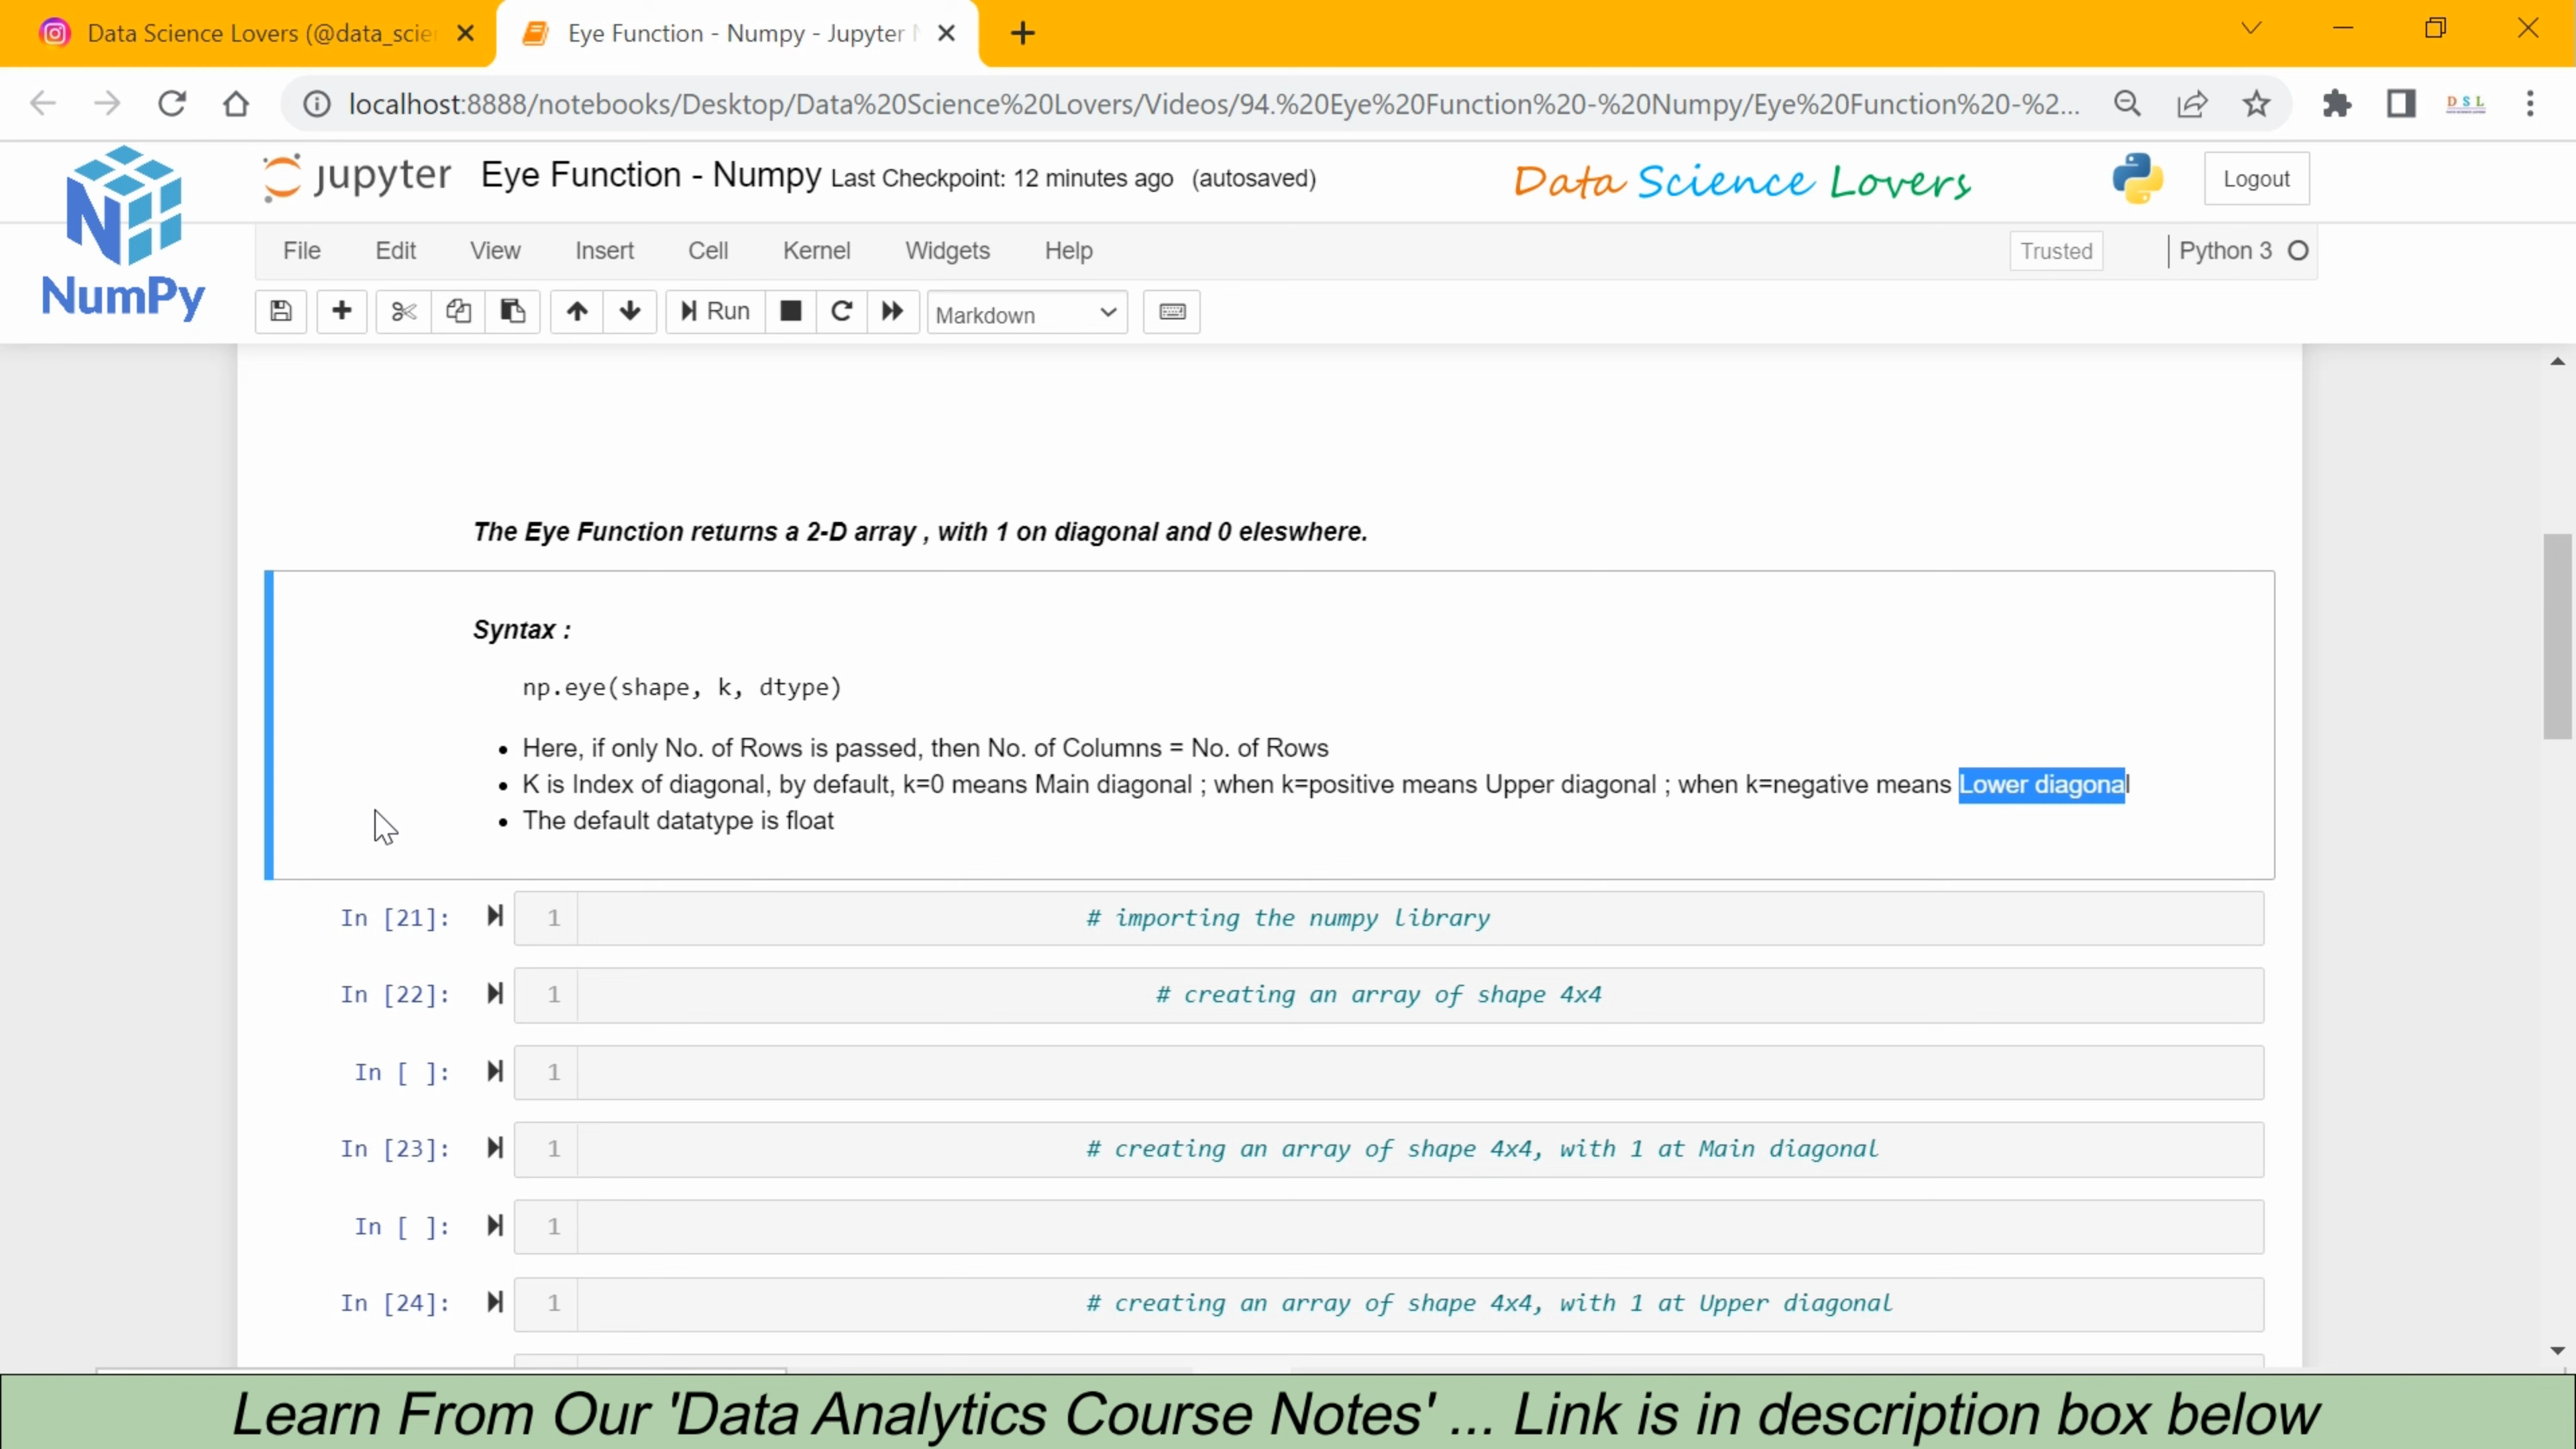 Data Science Lovers (@data_scie
Eye Function - Numpy - Jupyter
localhost:8888/notebooks/Desktop/Data%20Science%20Lovers/Videos/94.%20Eye%20Function%20-%20Numpy/Eye%20Function%20-%2...
D S L
NumPy
jupyter Eye Function - Numpy Last Checkpoint: 12 minutes ago (autosaved)
Data Science Lovers
Logout
File Edit View Insert Cell Kernel Widgets Help
Trusted
Python 3
Run
Markdown
The Eye Function returns a 2-D array , with 1 on diagonal and 0 eleswhere.
Syntax :
np.eye(shape, k, dtype)
• Here, if only No. of Rows is passed, then No. of Columns = No. of Rows
• K is Index of diagonal, by default, k=0 means Main diagonal ; when k=positive means Upper diagonal ; when k=negative means Lower diagonal
• The default datatype is float
In [21]: 1 # importing the numpy library
In [22]: 1 # creating an array of shape 4x4
In [ ]: 1
In [23]: 1 # creating an array of shape 4x4, with 1 at Main diagonal
In [ ]: 1
In [24]: 1 # creating an array of shape 4x4, with 1 at Upper diagonal
Learn From Our 'Data Analytics Course Notes' ... Link is in description box below